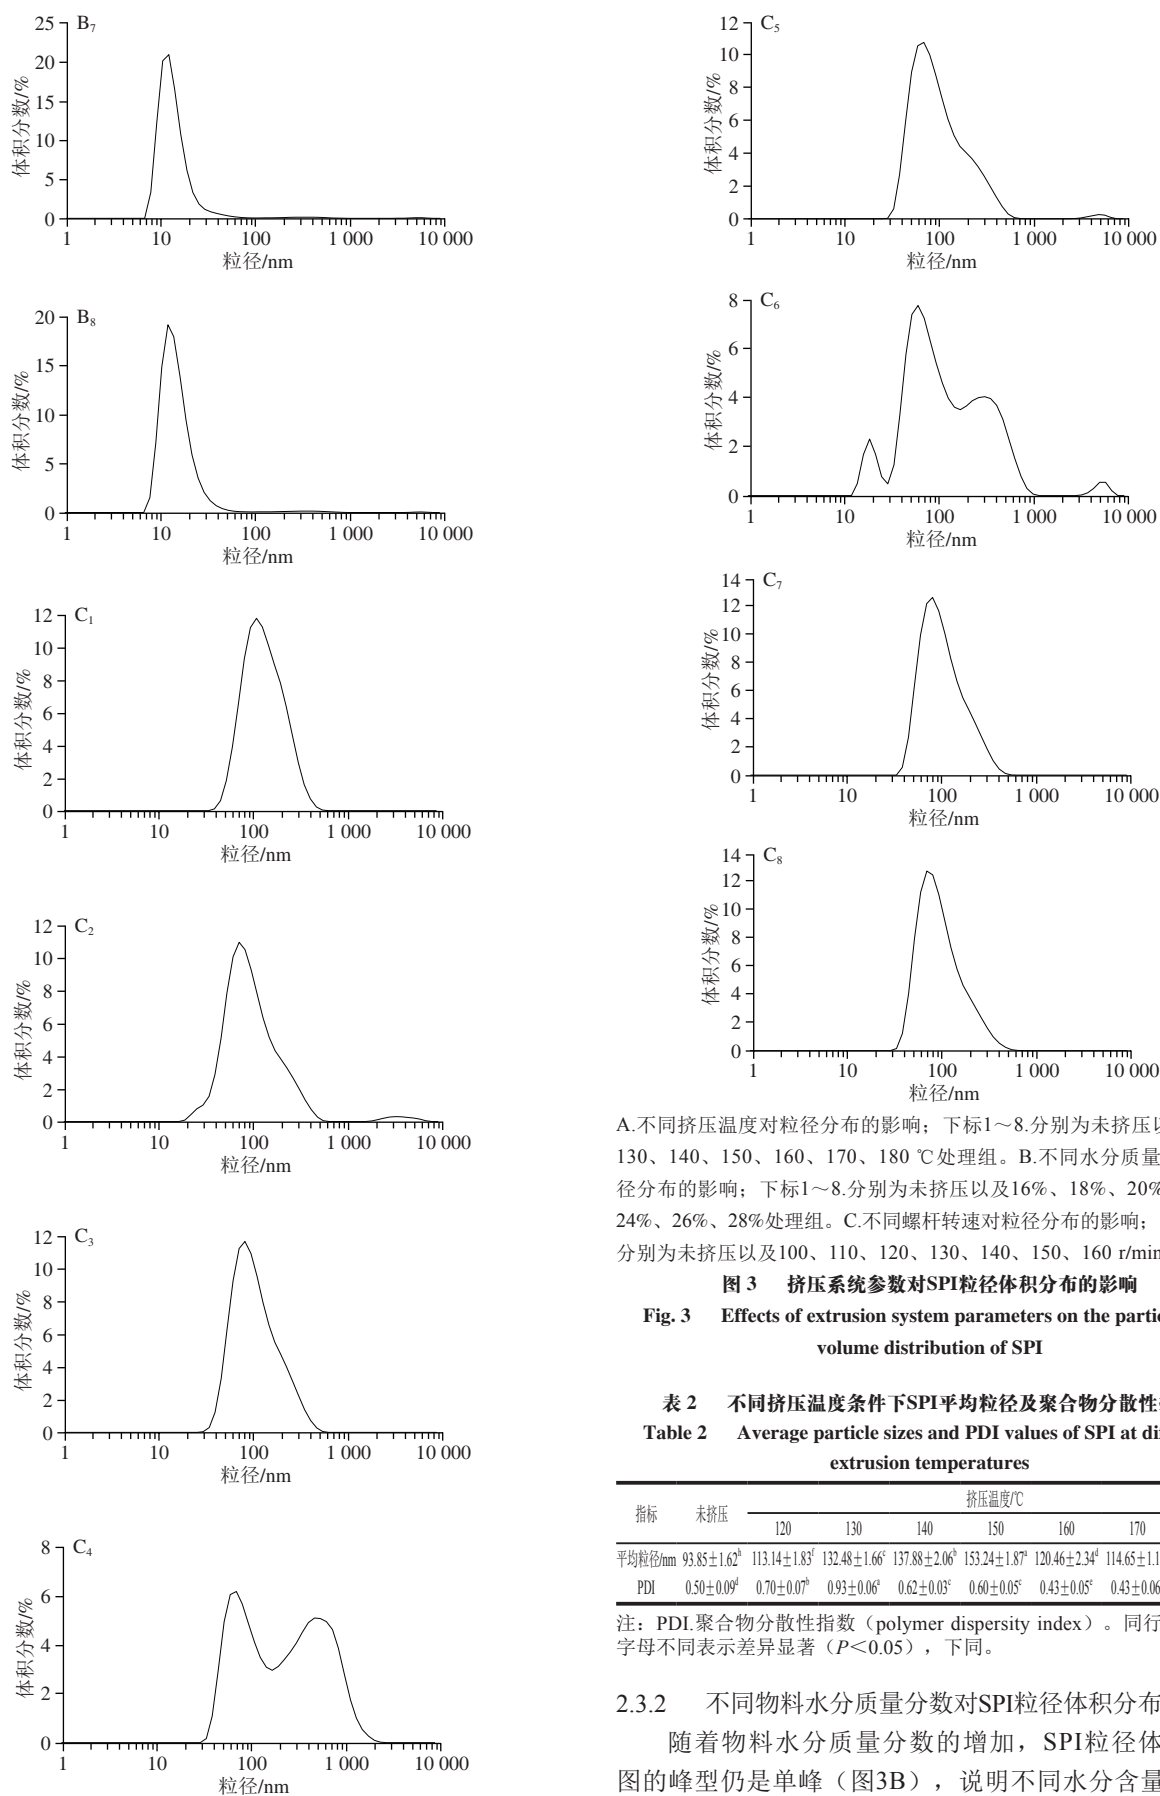 B7
25
20
15
10
5
0
体积分数/%
1 10 100 1 000 10 000
粒径/nm
B8
20
15
10
5
0
体积分数/%
1 10 100 1 000 10 000
粒径/nm
C1
12
10
8
6
4
2
0
体积分数/%
1 10 100 1 000 10 000
粒径/nm
C2
12
10
8
6
4
2
0
体积分数/%
1 10 100 1 000 10 000
粒径/nm
C3
12
10
8
6
4
2
0
体积分数/%
1 10 100 1 000 10 000
粒径/nm
C4
8
6
4
2
0
体积分数/%
1 10 100 1 000 10 000
粒径/nm
C5
12
10
8
6
4
2
0
体积分数/%
1 10 100 1 000 10 000
粒径/nm
C6
8
6
4
2
0
体积分数/%
1 10 100 1 000 10 000
粒径/nm
C7
14
12
10
8
6
4
2
0
体积分数/%
1 10 100 1 000 10 000
粒径/nm
C8
14
12
10
8
6
4
2
0
体积分数/%
1 10 100 1 000 10 000
粒径/nm
A.不同挤压温度对粒径分布的影响；下标1～8.分别为未挤压
130、140、150、160、170、180 ℃处理组。B.不同水分质量
径分布的影响；下标1～8.分别为未挤压以及16%、18%、20%
24%、26%、28%处理组。C.不同螺杆转速对粒径分布的影响；
分别为未挤压以及100、110、120、130、140、150、160 r/min
图 3 挤压系统参数对SPI粒径体积分布的影响
Fig. 3 Effects of extrusion system parameters on the partic
volume distribution of SPI
表 2 不同挤压温度条件下SPI平均粒径及聚合物分散性
Table 2 Average particle sizes and PDI values of SPI at di
extrusion temperatures
指标 未挤压 挤压温度/℃
120 130 140 150 160 170
平均粒径/nm 93.85±1.62h 113.14±1.83f 132.48±1.66c 137.88±2.06b 153.24±1.87a 120.46±2.34d 114.65±1.1
PDI 0.50±0.09d 0.70±0.07b 0.93±0.06a 0.62±0.03c 0.60±0.05c 0.43±0.05e 0.43±0.06
注：PDI.聚合物分散性指数（polymer dispersity index）。同行
字母不同表示差异显著（P＜0.05），下同。
2.3.2 不同物料水分质量分数对SPI粒径体积分布
随着物料水分质量分数的增加，SPI粒径体
图的峰型仍是单峰（图3B），说明不同水分含量